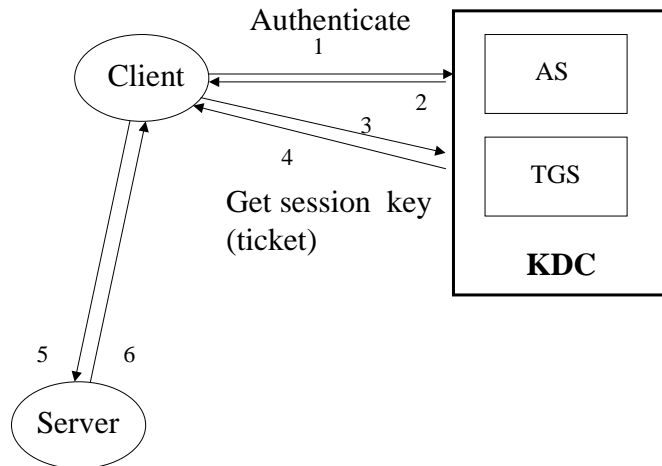 Authenticate
1
Client
AS
2
3
4
TGS
Get session key
(ticket)
KDC
5
6
Server